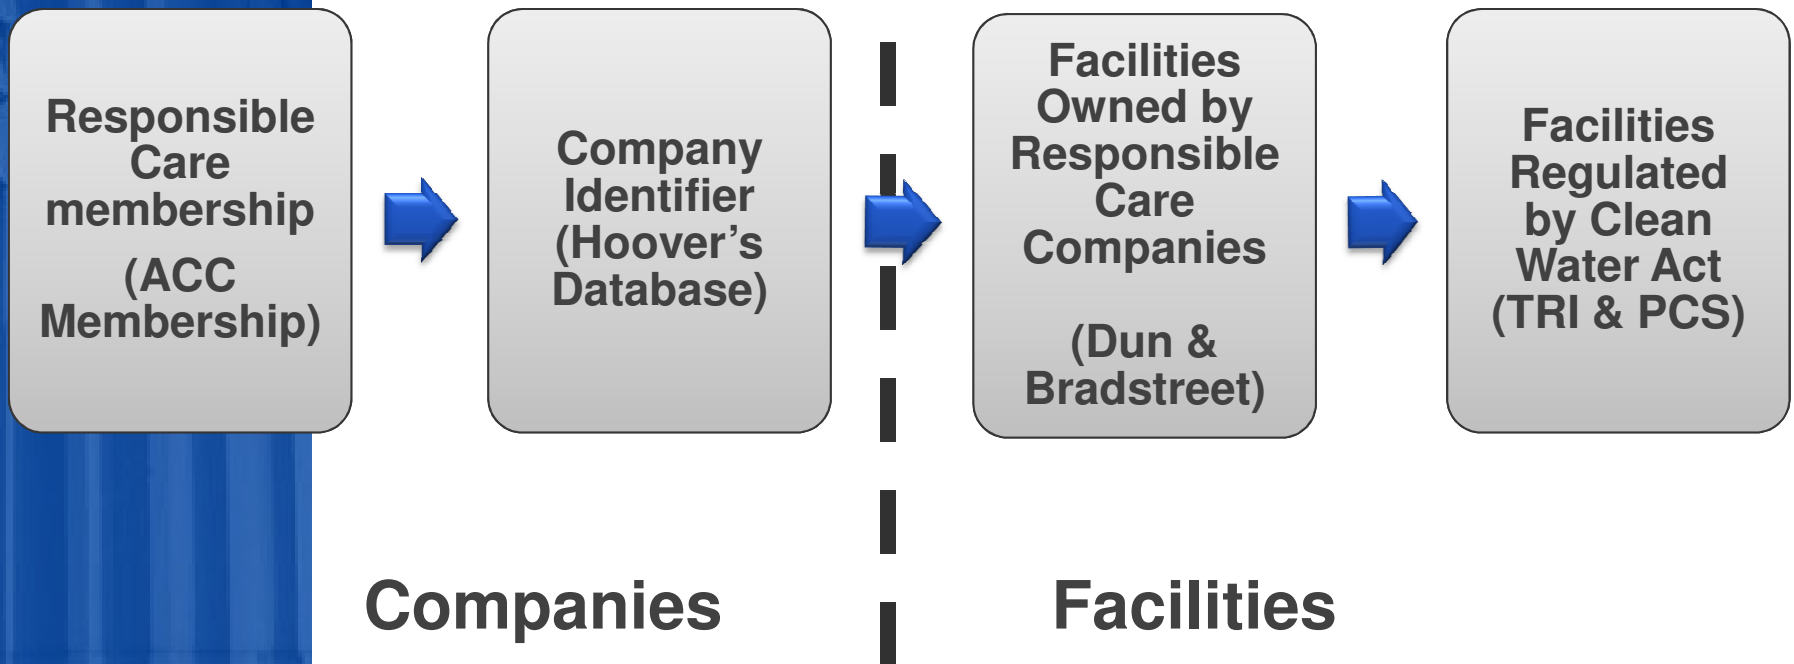 Responsible
Care
membership
(ACC
Membership)
Company
Identifier
(Hoover's
Database)
Facilities
Owned by
Responsible
Care
Companies
(Dun &
Bradstreet)
Facilities
Regulated
by Clean
Water Act
(TRI & PCS)
Companies
Facilities